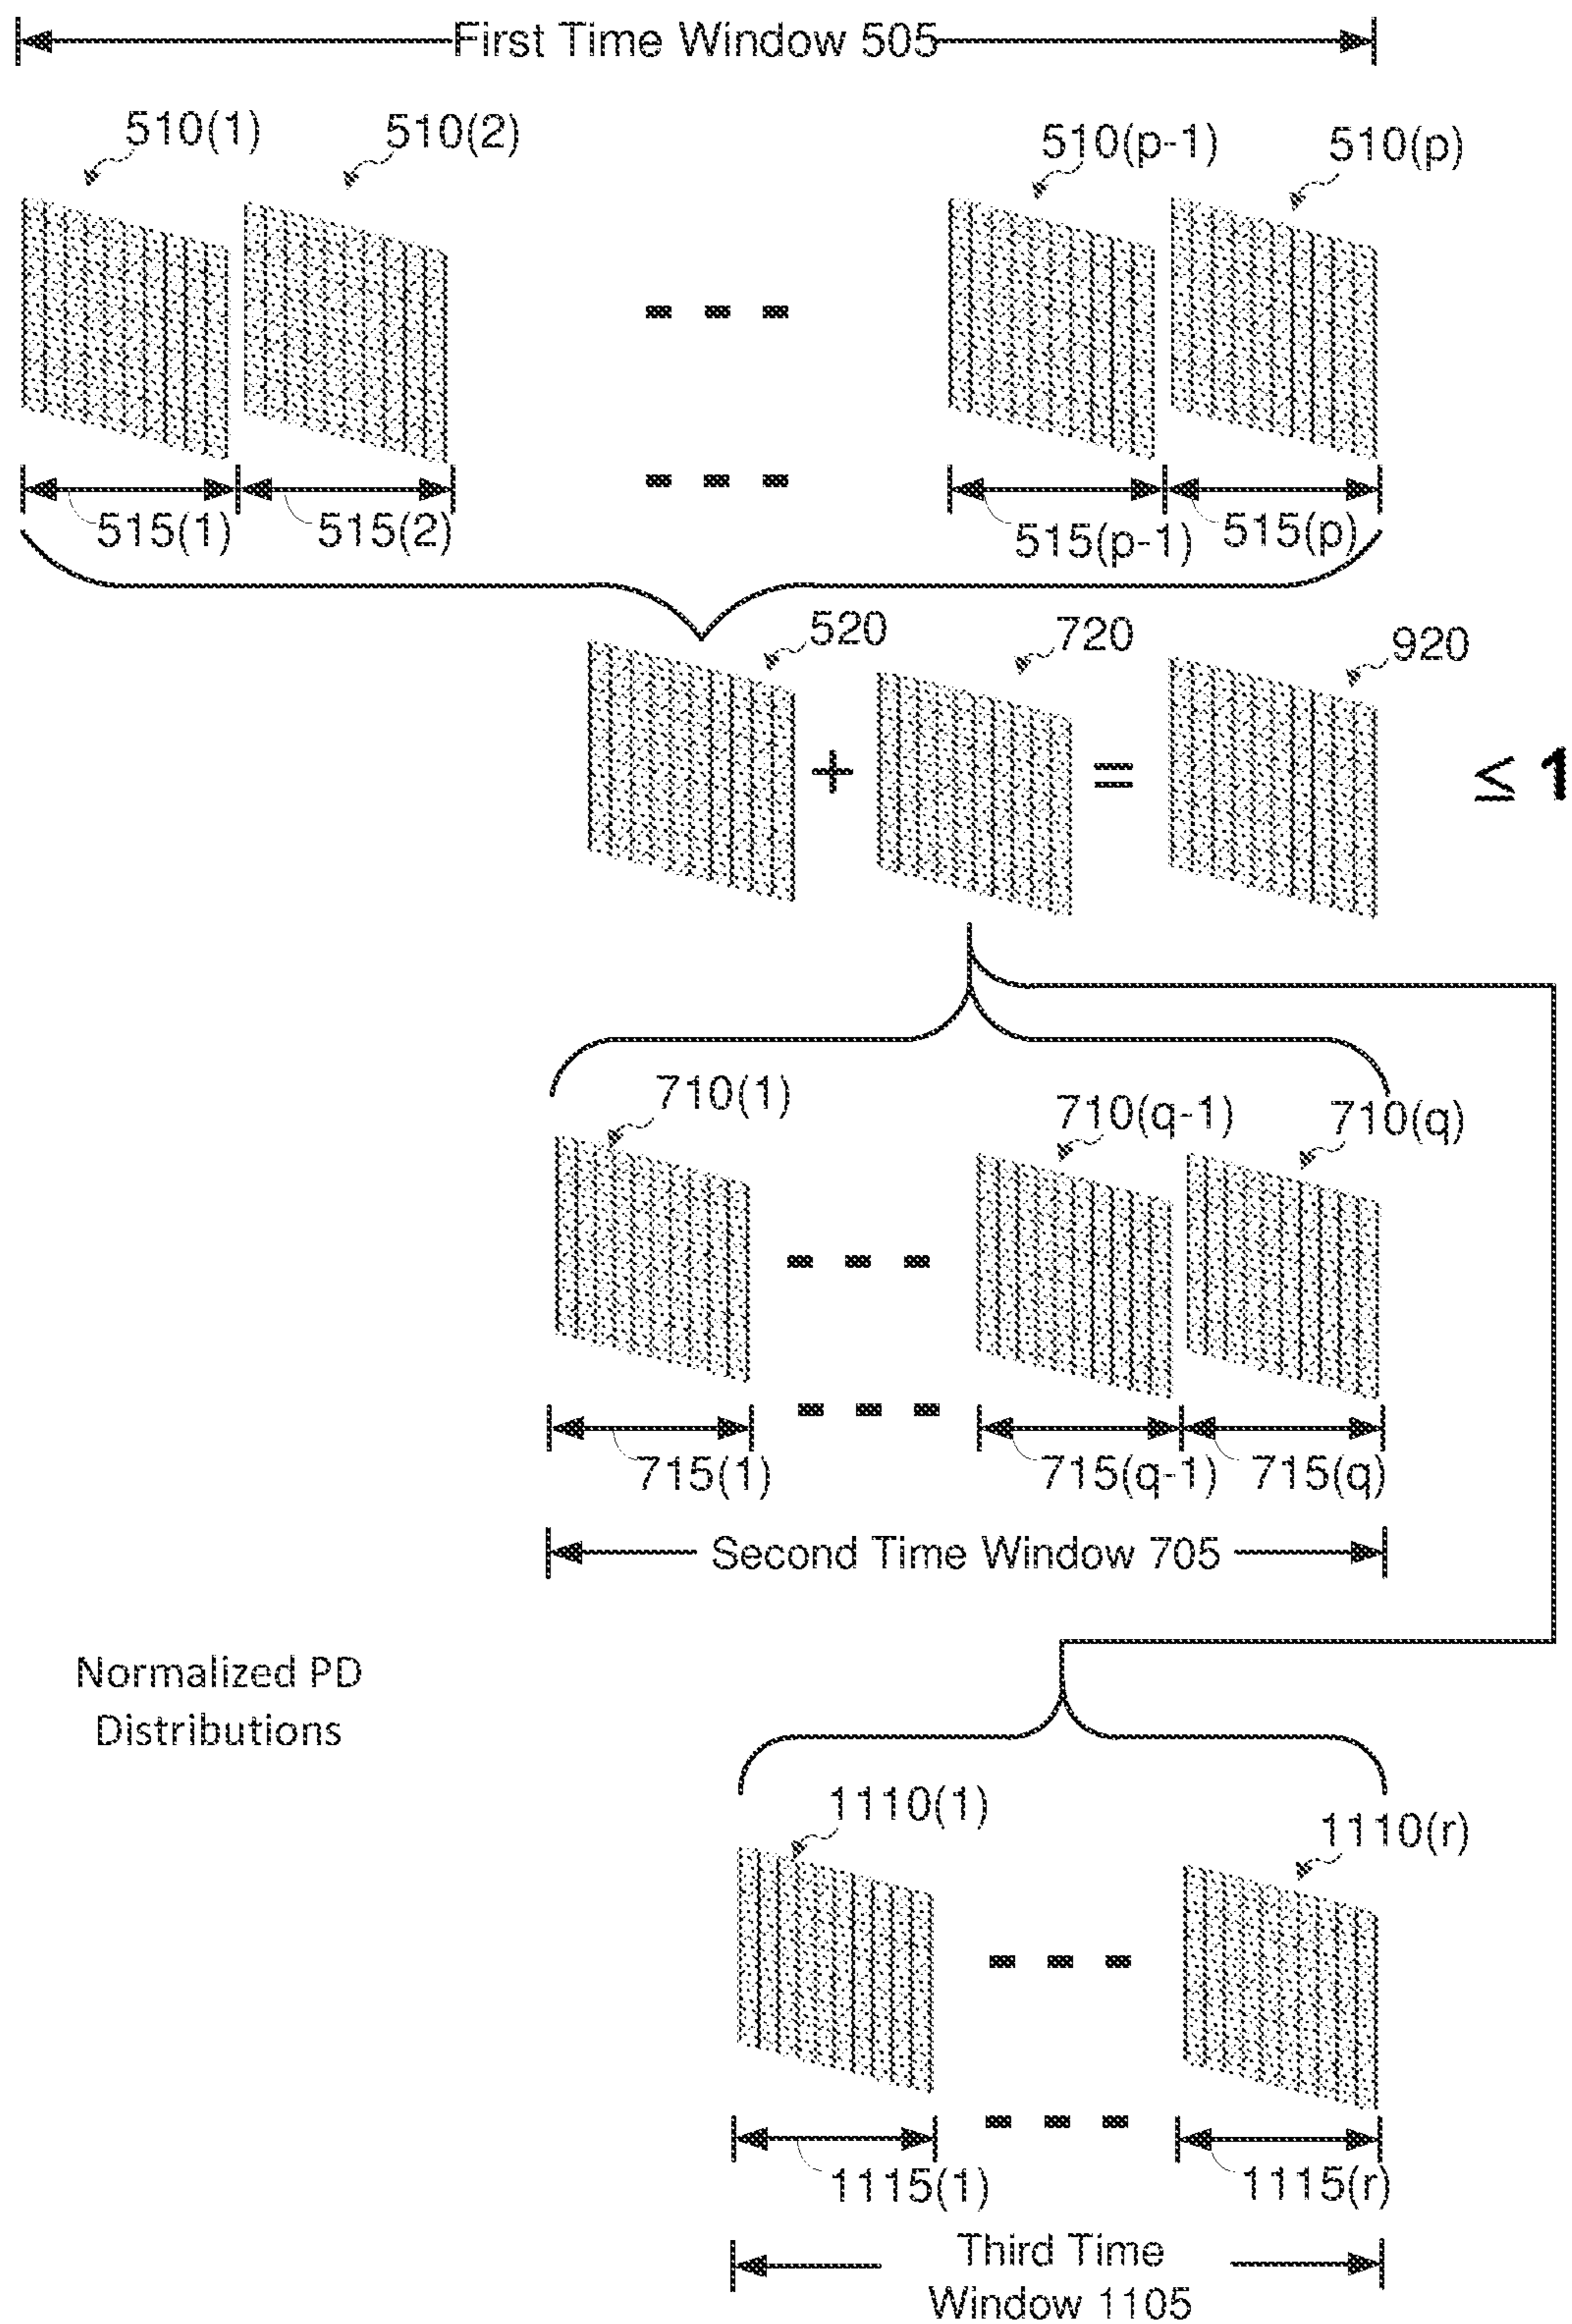 First Time Window 505
510(1)
510(2)
510(p-1)
510(p)
515(1)
515(2)
515(p-1)
515(p)
520
720
920
+
=
≤ 1
710(1)
710(q-1)
710(q)
715(1)
715(q-1)
715(q)
Second Time Window 705
Normalized PD
Distributions
1110(1)
1110(r)
1115(1)
1115(r)
Third Time
Window 1105